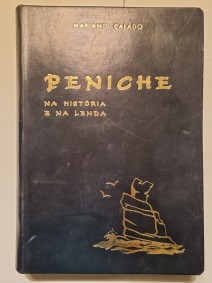 MARIANO CALADO
PENICHE
NA HISTÓRIA
E NA LENDA